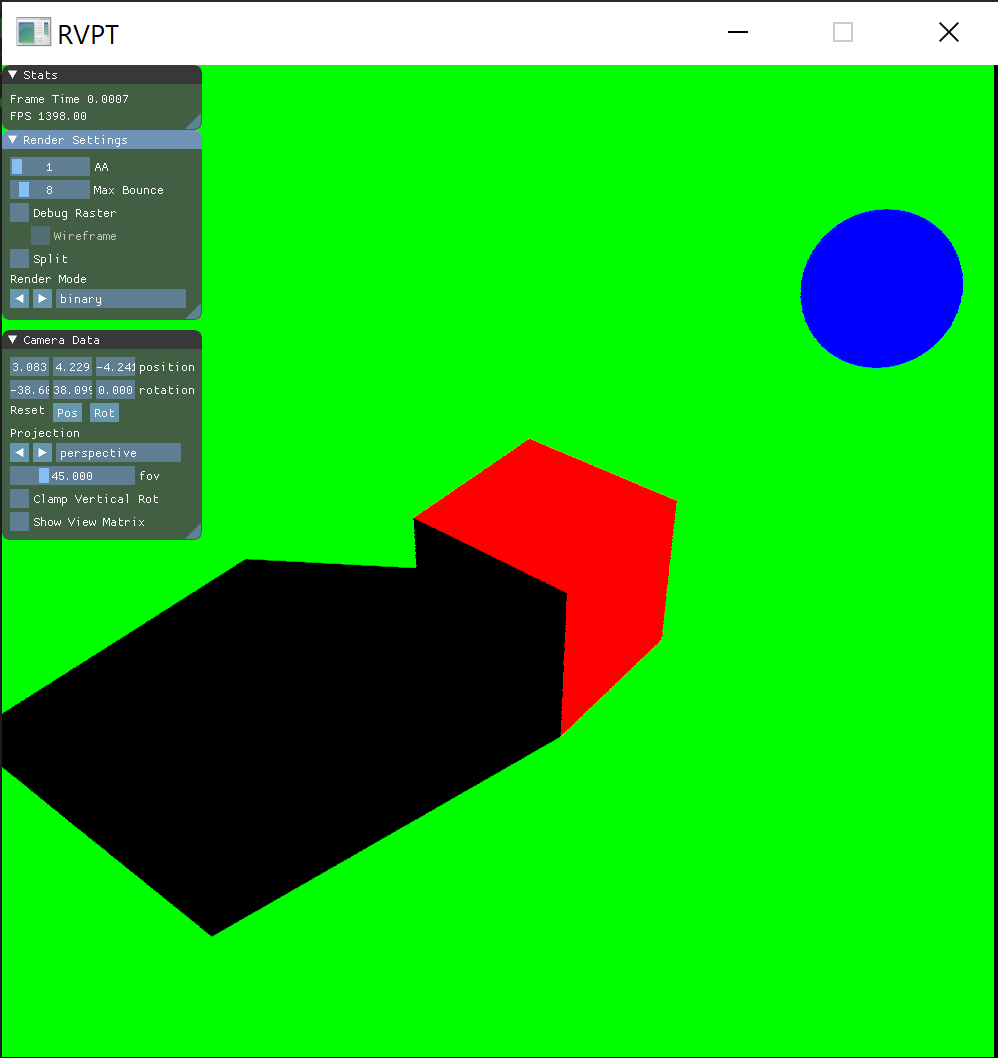 RVPT
Stats
Frame Time 0.0007
FPS 1398.00
Render Settings
1 AA
8 Max Bounce
Debug Raster
Wireframe
Split
Render Mode
binary
Camera Data
3.083 4.229 -4.241 position
-38.60 38.099 0.000 rotation
Reset Pos Rot
Projection
perspective
45.000 fov
Clamp Vertical Rot
Show View Matrix